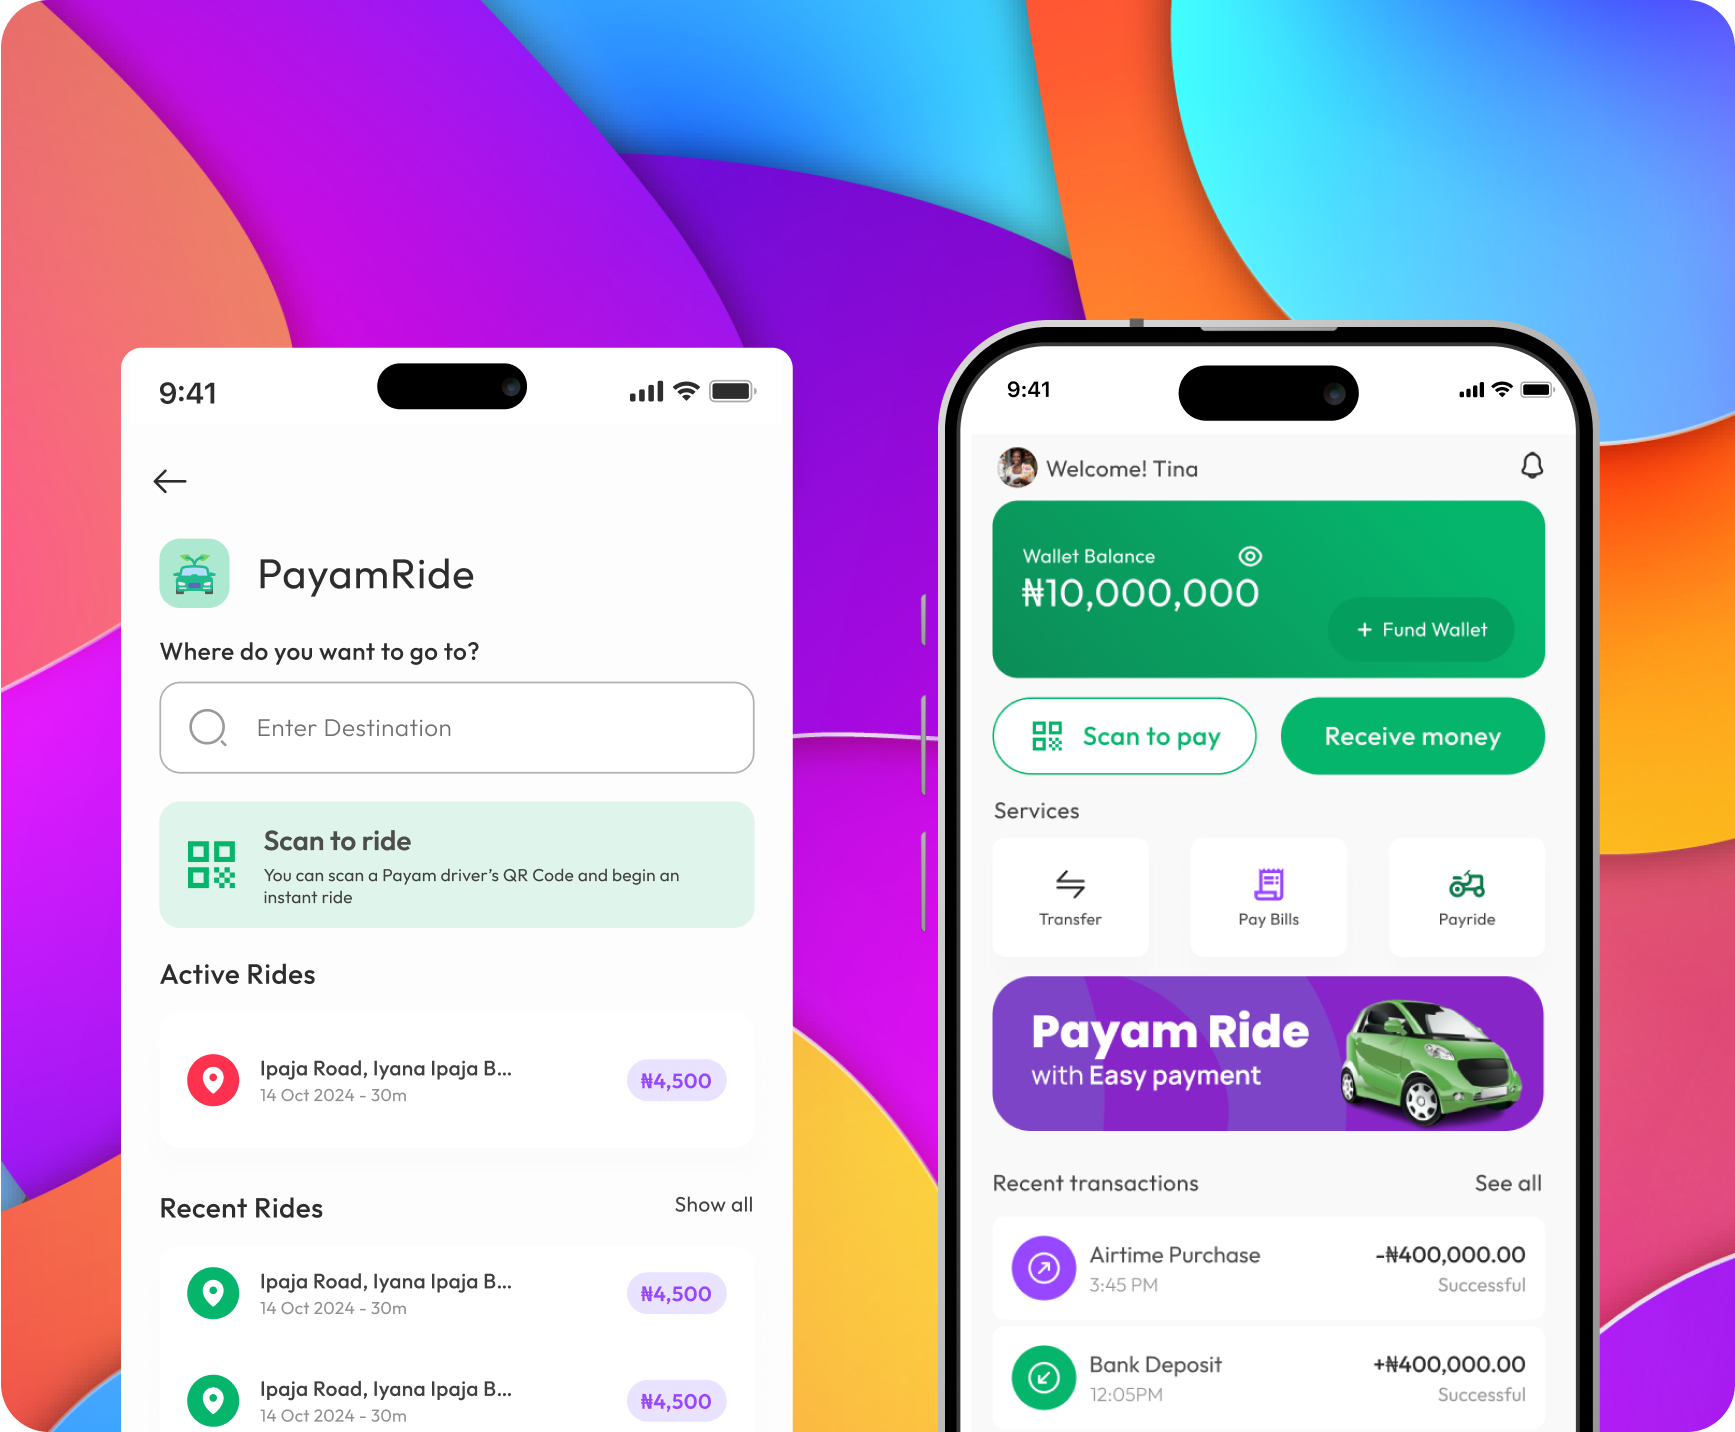 9:41
PayamRide
Where do you want to go to?
Enter Destination
Scan to ride
You can scan a Payam driver's QR Code and begin an
instant ride
Active Rides
Ipaja Road, Iyana Ipaja B...
₦4,500
14 Oct 2024 - 30m
Recent Rides
Show all
Ipaja Road, Iyana Ipaja B...
₦4,500
14 Oct 2024 - 30m
Ipaja Road, Iyana Ipaja B...
₦4,500
14 Oct 2024 - 30m
9:41
Welcome! Tina
Wallet Balance
₦10,000,000
+ Fund Wallet
Scan to pay
Receive money
Services
Transfer
Pay Bills
Payride
Payam Ride
with Easy payment
Recent transactions
See all
Airtime Purchase
-₦400,000.00
3:45 PM
Successful
Bank Deposit
+₦400,000.00
12:05PM
Successful